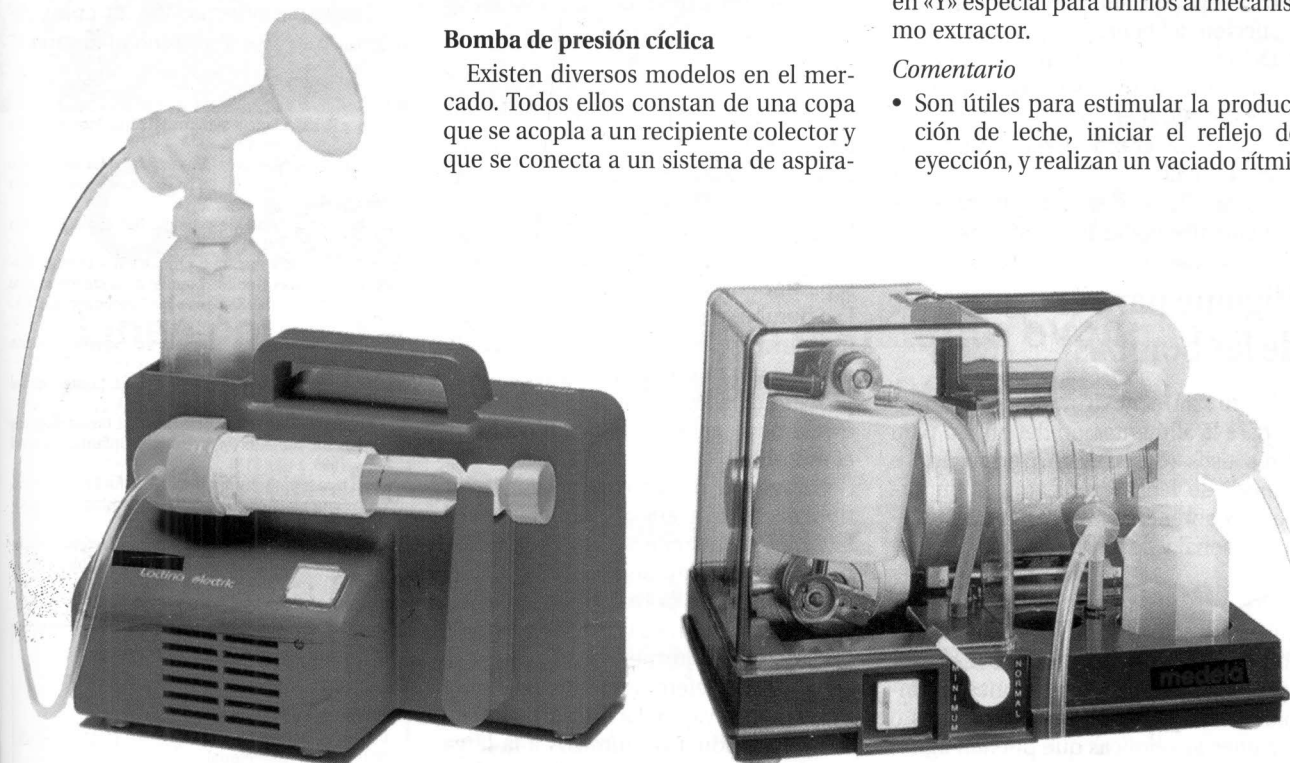 Bomba de presión cíclica
Existen diversos modelos en el mer-
cado. Todos ellos constan de una copa
que se acopla a un recipiente colector y
que se conecta a un sistema de aspira-
en «Y» especial para unirlos al mecanis-
mo extractor.
Comentario
• Son útiles para estimular la produc-
ción de leche, iniciar el reflejo de
eyección, y realizan un vaciado rítmi-
Lactina electric
MINIMUM
NORMAL
medela